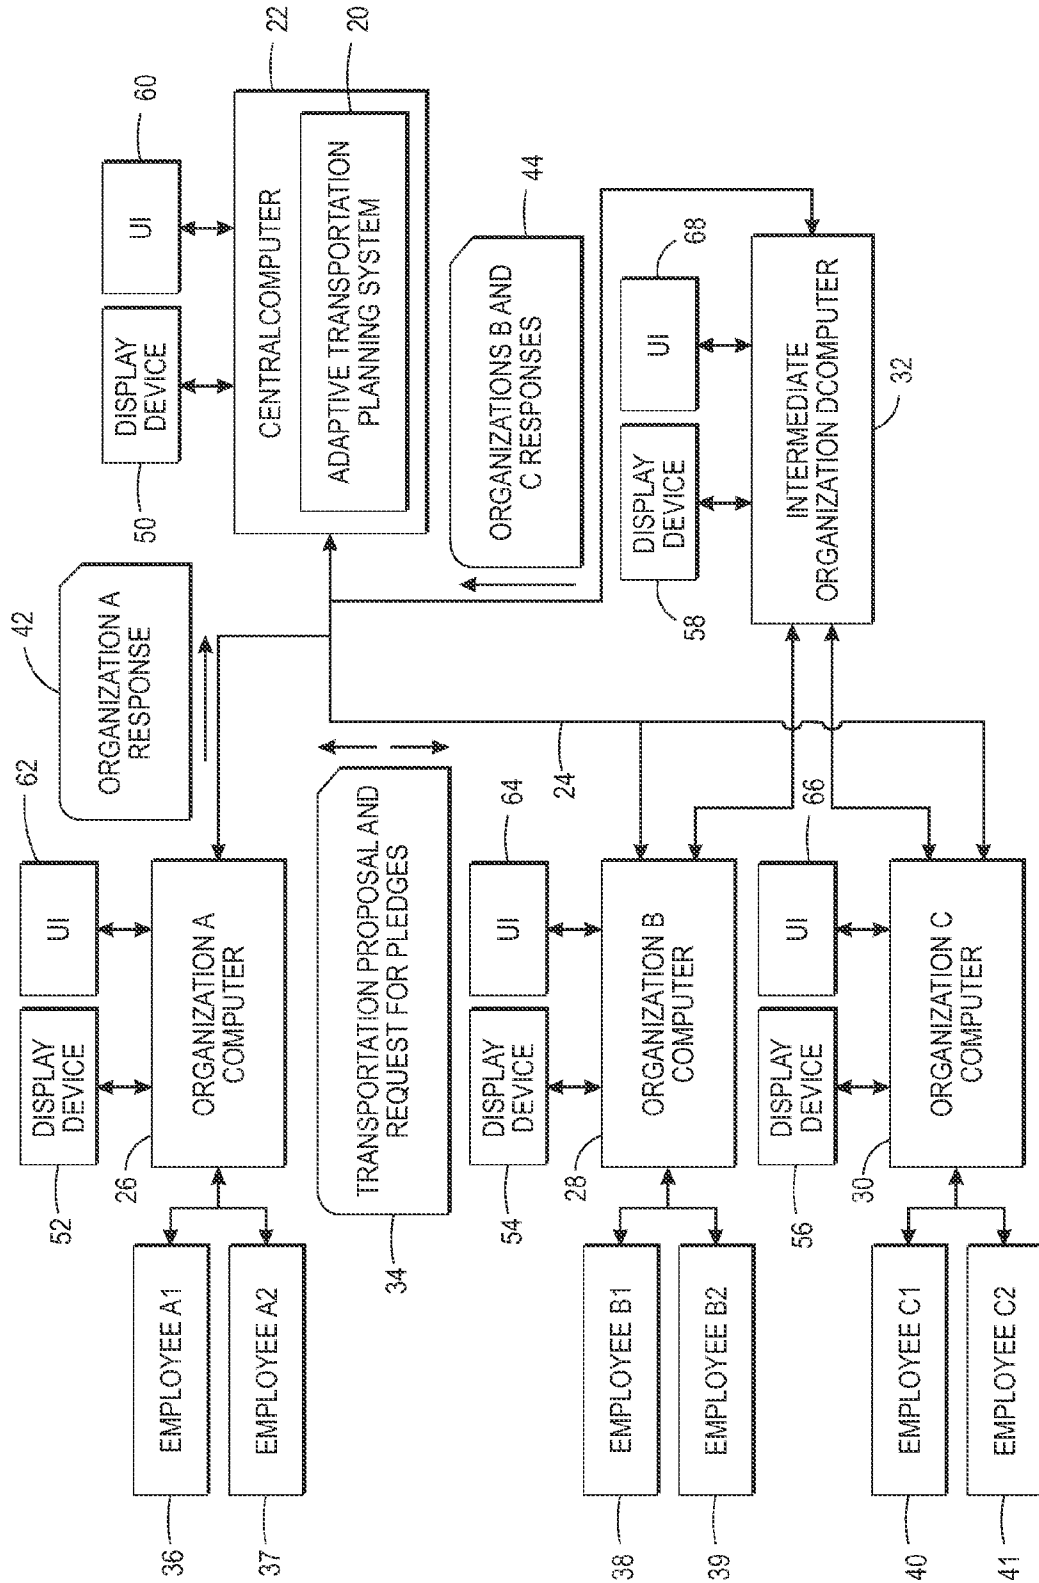 36
EMPLOYEE A1
37
EMPLOYEE A2
52
DISPLAY
DEVICE
62
UI
26
ORGANIZATION A
COMPUTER
42
ORGANIZATION A
RESPONSE
34
TRANSPORTATION PROPOSAL AND
REQUEST FOR PLEDGES
50
DISPLAY
DEVICE
60
UI
22
CENTRALCOMPUTER
20
ADAPTIVE TRANSPORTATION
PLANNING SYSTEM
38
EMPLOYEE B1
39
EMPLOYEE B2
54
DISPLAY
DEVICE
64
UI
28
ORGANIZATION B
COMPUTER
24
44
ORGANIZATIONS B AND
C RESPONSES
58
DISPLAY
DEVICE
68
UI
INTERMEDIATE
ORGANIZATION DCOMPUTER
32
40
EMPLOYEE C1
41
EMPLOYEE C2
56
DISPLAY
DEVICE
66
UI
30
ORGANIZATION C
COMPUTER